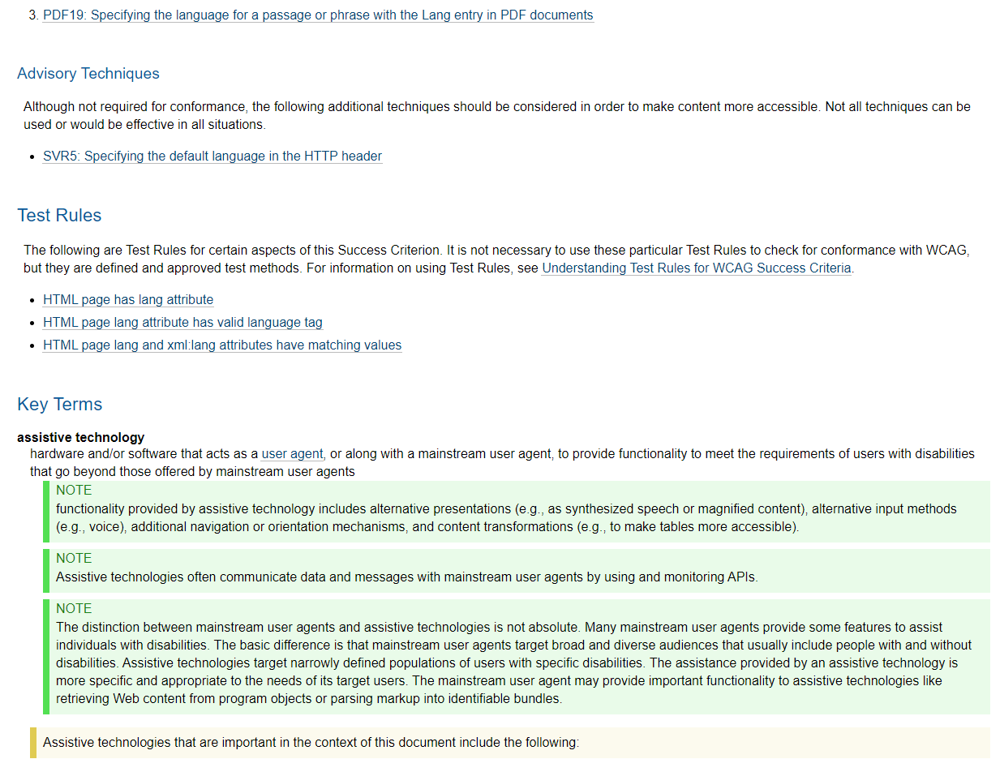 3. PDF19: Specifying the language for a passage or phrase with the Lang entry in PDF documents
Advisory Techniques
Although not required for conformance, the following additional techniques should be considered in order to make content more accessible. Not all techniques can be
used or would be effective in all situations.
• SVR5: Specifying the default language in the HTTP header
Test Rules
The following are Test Rules for certain aspects of this Success Criterion. It is not necessary to use these particular Test Rules to check for conformance with WCAG,
but they are defined and approved test methods. For information on using Test Rules, see Understanding Test Rules for WCAG Success Criteria.
• HTML page has lang attribute
• HTML page lang attribute has valid language tag
• HTML page lang and xml:lang attributes have matching values
Key Terms
assistive technology
hardware and/or software that acts as a user agent, or along with a mainstream user agent, to provide functionality to meet the requirements of users with disabilities
that go beyond those offered by mainstream user agents
NOTE
functionality provided by assistive technology includes alternative presentations (e.g., as synthesized speech or magnified content), alternative input methods
(e.g., voice), additional navigation or orientation mechanisms, and content transformations (e.g., to make tables more accessible).
NOTE
Assistive technologies often communicate data and messages with mainstream user agents by using and monitoring APIs.
NOTE
The distinction between mainstream user agents and assistive technologies is not absolute. Many mainstream user agents provide some features to assist
individuals with disabilities. The basic difference is that mainstream user agents target broad and diverse audiences that usually include people with and without
disabilities. Assistive technologies target narrowly defined populations of users with specific disabilities. The assistance provided by an assistive technology is
more specific and appropriate to the needs of its target users. The mainstream user agent may provide important functionality to assistive technologies like
retrieving Web content from program objects or parsing markup into identifiable bundles.
Assistive technologies that are important in the context of this document include the following: